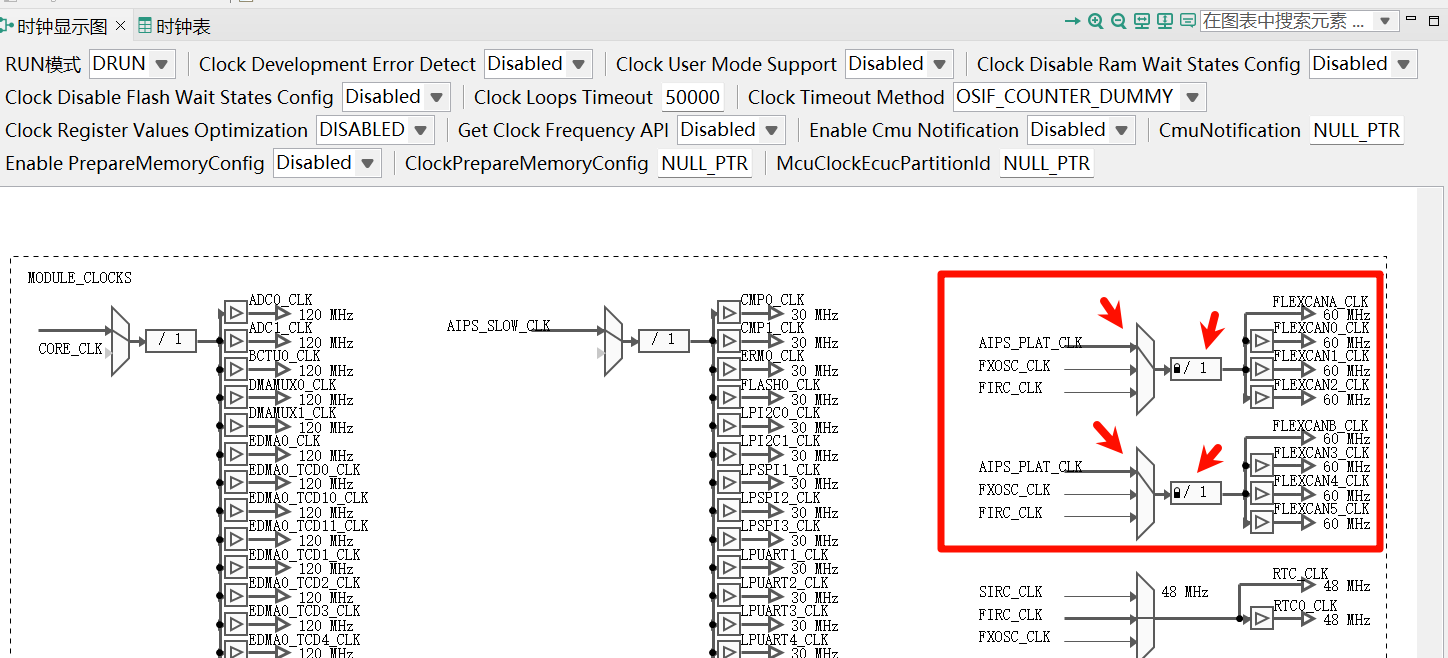 时钟显示图 × 时钟表
在图表中搜索元素 ...
RUN模式 DRUN Clock Development Error Detect Disabled Clock User Mode Support Disabled Clock Disable Ram Wait States Config Disabled
Clock Disable Flash Wait States Config Disabled Clock Loops Timeout 50000 Clock Timeout Method OSIF_COUNTER_DUMMY
Clock Register Values Optimization DISABLED Get Clock Frequency API Disabled Enable Cmu Notification Disabled CmuNotification NULL_PTR
Enable PrepareMemoryConfig Disabled ClockPrepareMemoryConfig NULL_PTR McuClockEcucPartitionId NULL_PTR
MODULE_CLOCKS
CORE_CLK
/ 1
ADC0_CLK
120 MHz
ADC1_CLK
120 MHz
BCTU0_CLK
120 MHz
DMAMUX0_CLK
120 MHz
DMAMUX1_CLK
120 MHz
EDMA0_CLK
120 MHz
EDMA0_TCD0_CLK
120 MHz
EDMA0_TCD10_CLK
120 MHz
EDMA0_TCD11_CLK
120 MHz
EDMA0_TCD1_CLK
120 MHz
EDMA0_TCD2_CLK
120 MHz
EDMA0_TCD3_CLK
120 MHz
EDMA0_TCD4_CLK
120 MHz
AIPS_SLOW_CLK
/ 1
CMP0_CLK
30 MHz
CMP1_CLK
30 MHz
ERM0_CLK
30 MHz
FLASH0_CLK
30 MHz
LPI2C0_CLK
30 MHz
LPI2C1_CLK
30 MHz
LPSPI1_CLK
30 MHz
LPSPI2_CLK
30 MHz
LPSPI3_CLK
30 MHz
LPUART1_CLK
30 MHz
LPUART2_CLK
30 MHz
LPUART3_CLK
30 MHz
LPUART4_CLK
30 MHz
AIPS_PLAT_CLK
FXOSC_CLK
FIRC_CLK
/ 1
FLEXCANA_CLK
60 MHz
FLEXCAN0_CLK
60 MHz
FLEXCAN1_CLK
60 MHz
FLEXCAN2_CLK
60 MHz
AIPS_PLAT_CLK
FXOSC_CLK
FIRC_CLK
/ 1
FLEXCANB_CLK
60 MHz
FLEXCAN3_CLK
60 MHz
FLEXCAN4_CLK
60 MHz
FLEXCAN5_CLK
60 MHz
SIRC_CLK
FIRC_CLK
FXOSC_CLK
48 MHz
RTC_CLK
48 MHz
RTC0_CLK
48 MHz